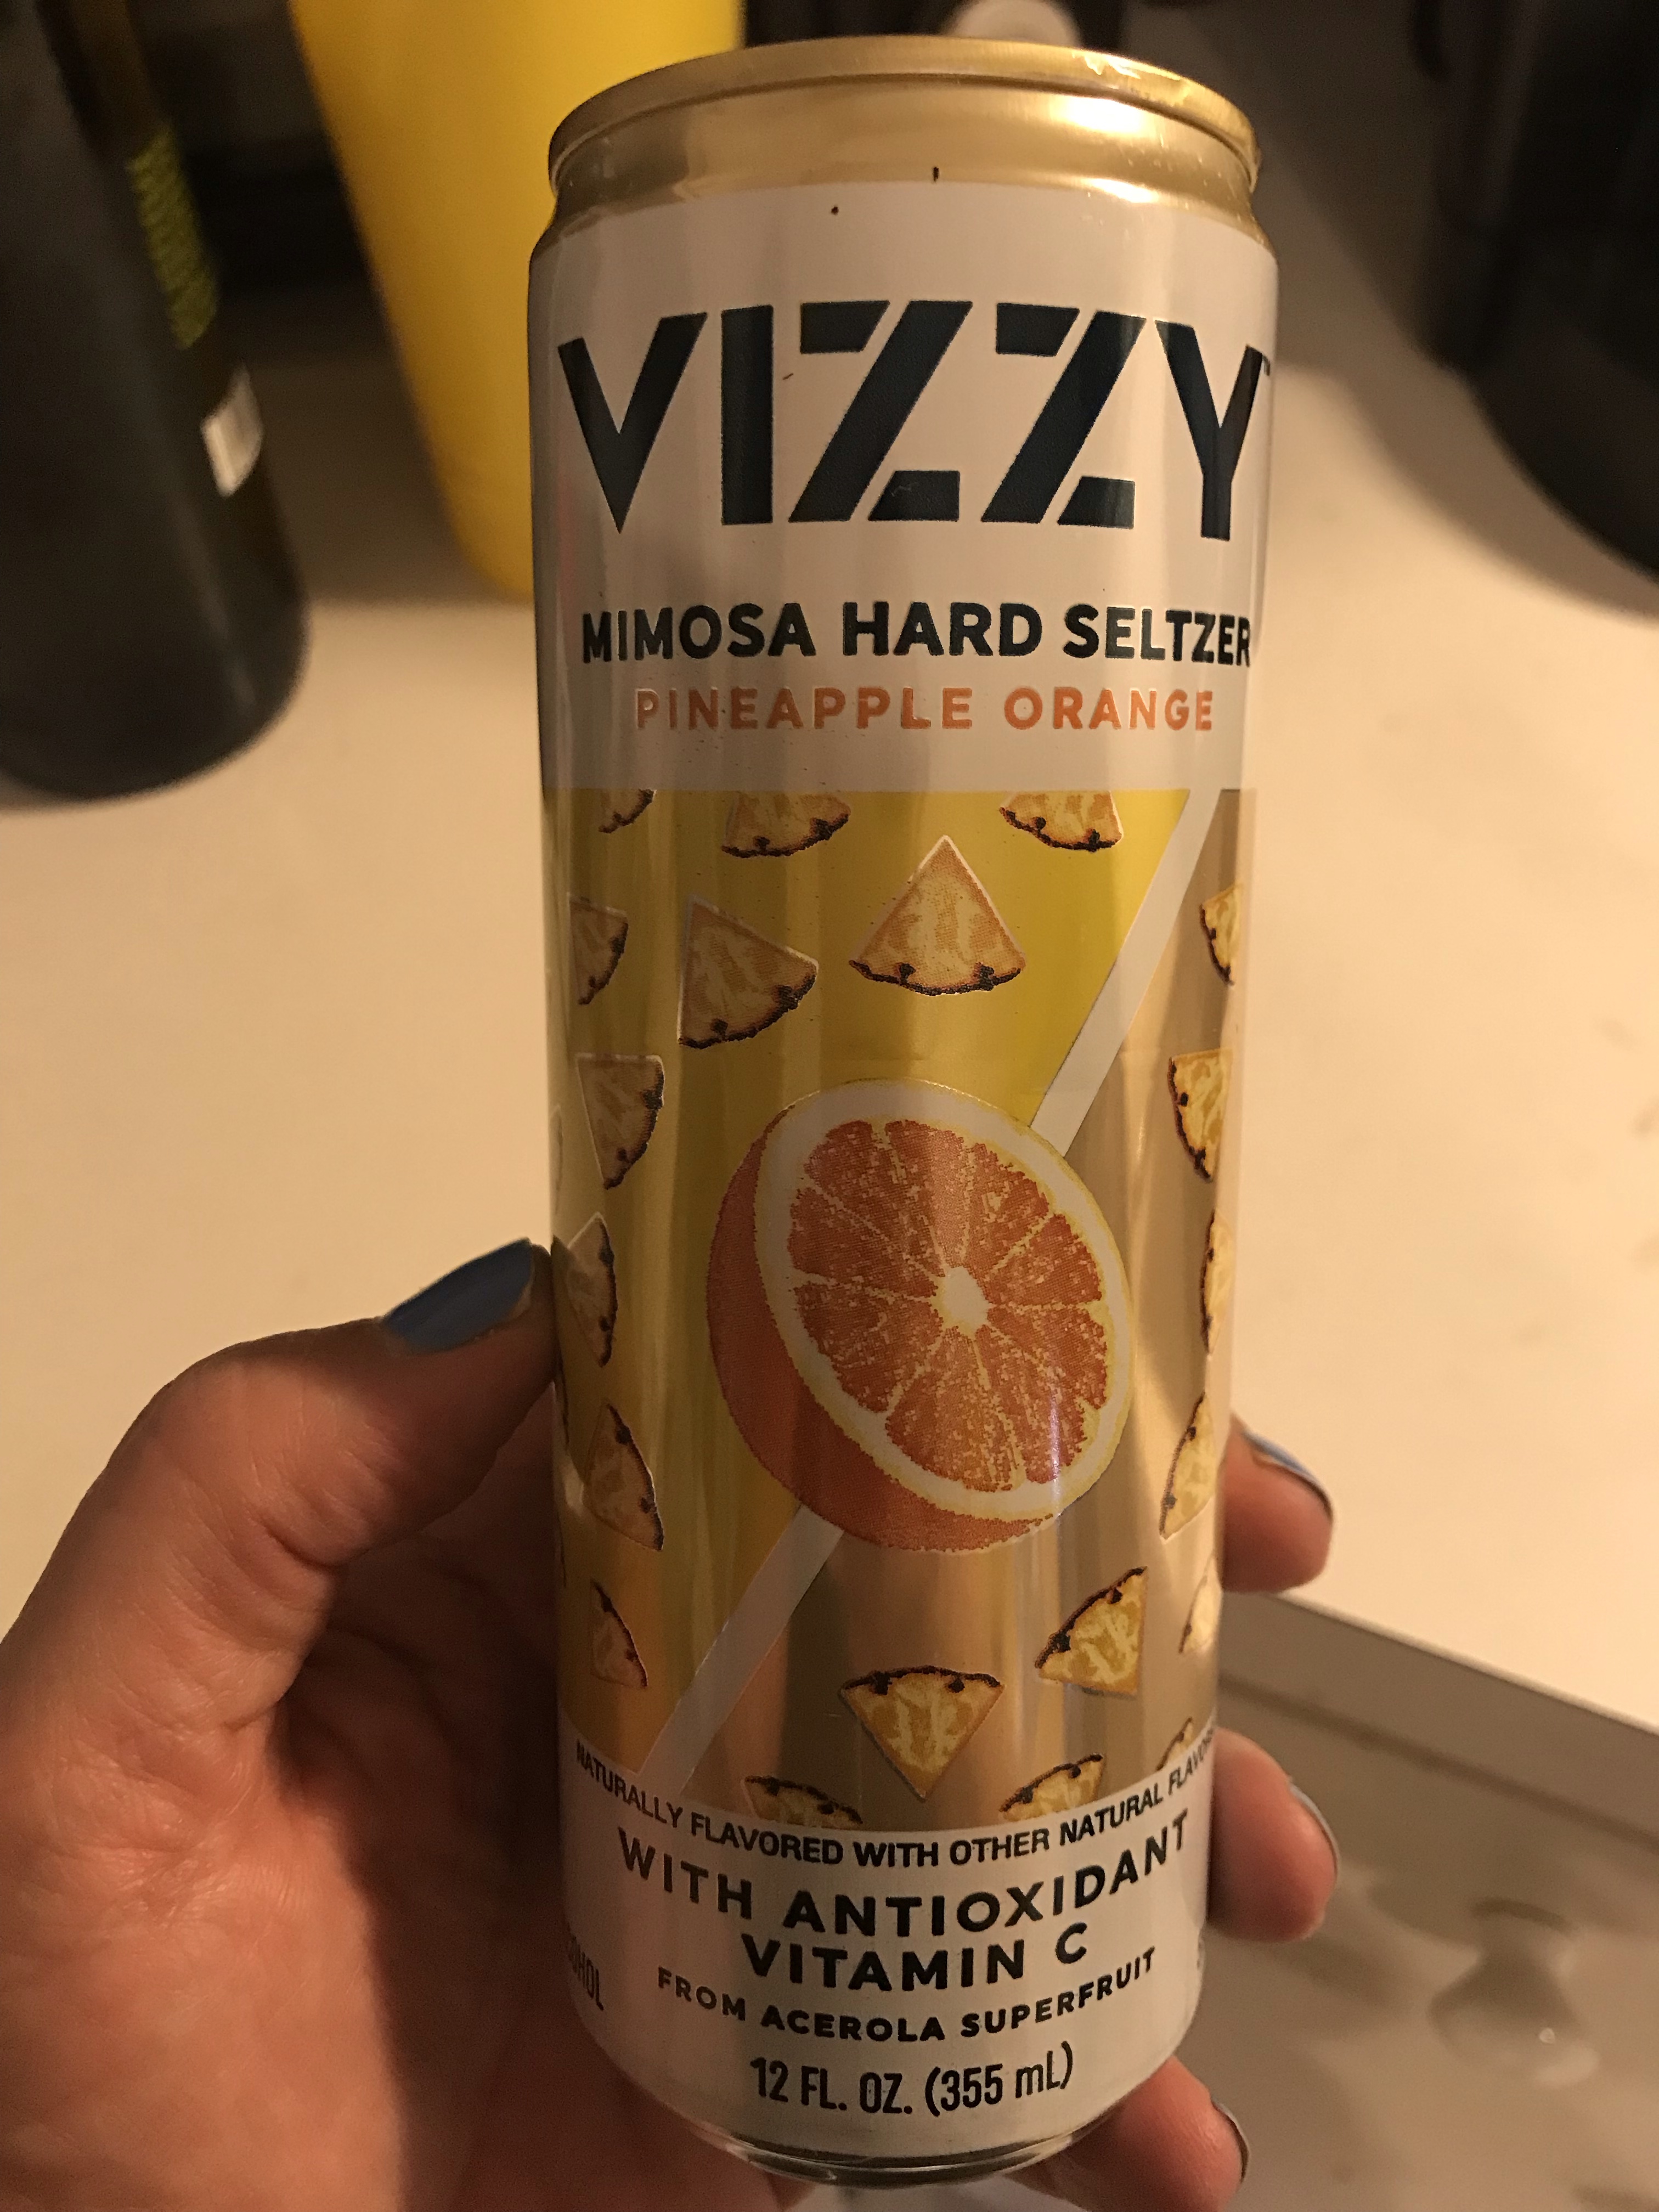 VIZZY™
MIMOSA HARD SELTZER
PINEAPPLE ORANGE
NATURALLY FLAVORED WITH OTHER NATURAL FLAVORS
WITH ANTIOXIDANT
VITAMIN C
FROM ACEROLA SUPERFRUIT
12 FL. OZ. (355 mL)